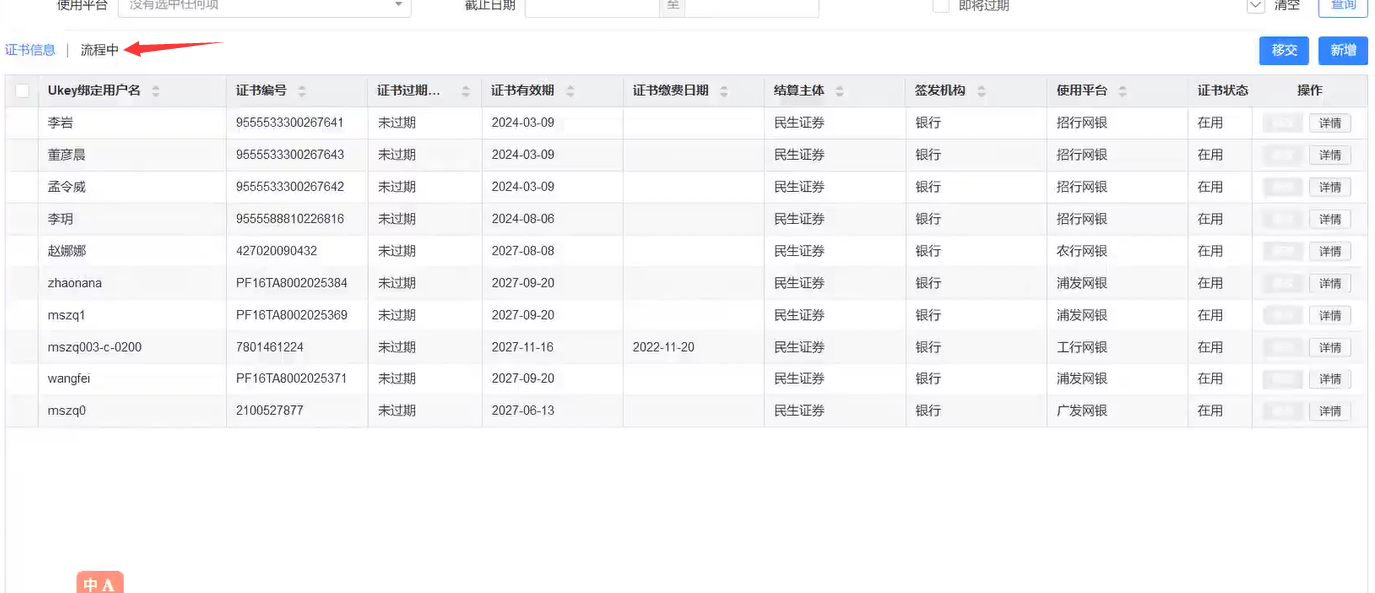 使用平台 没有选中任何项 截止日期 至 即将过期 清空 查询
证书信息 | 流程中 移交 新增
Ukey绑定用户名 证书编号 证书过期... 证书有效期 证书缴费日期 结算主体 签发机构 使用平台 证书状态 操作
李岩 9555533300267641 未过期 2024-03-09 民生证券 银行 招行网银 在用 详情
董彦晨 9555533300267643 未过期 2024-03-09 民生证券 银行 招行网银 在用 详情
孟令威 9555533300267642 未过期 2024-03-09 民生证券 银行 招行网银 在用 详情
李玥 9555588810226816 未过期 2024-08-06 民生证券 银行 招行网银 在用 详情
赵娜娜 427020090432 未过期 2027-08-08 民生证券 银行 农行网银 在用 详情
zhaonana PF16TA8002025384 未过期 2027-09-20 民生证券 银行 浦发网银 在用 详情
mszq1 PF16TA8002025369 未过期 2027-09-20 民生证券 银行 浦发网银 在用 详情
mszq003-c-0200 7801461224 未过期 2027-11-16 2022-11-20 民生证券 银行 工行网银 在用 详情
wangfei PF16TA8002025371 未过期 2027-09-20 民生证券 银行 浦发网银 在用 详情
mszq0 2100527877 未过期 2027-06-13 民生证券 银行 广发网银 在用 详情
中 A